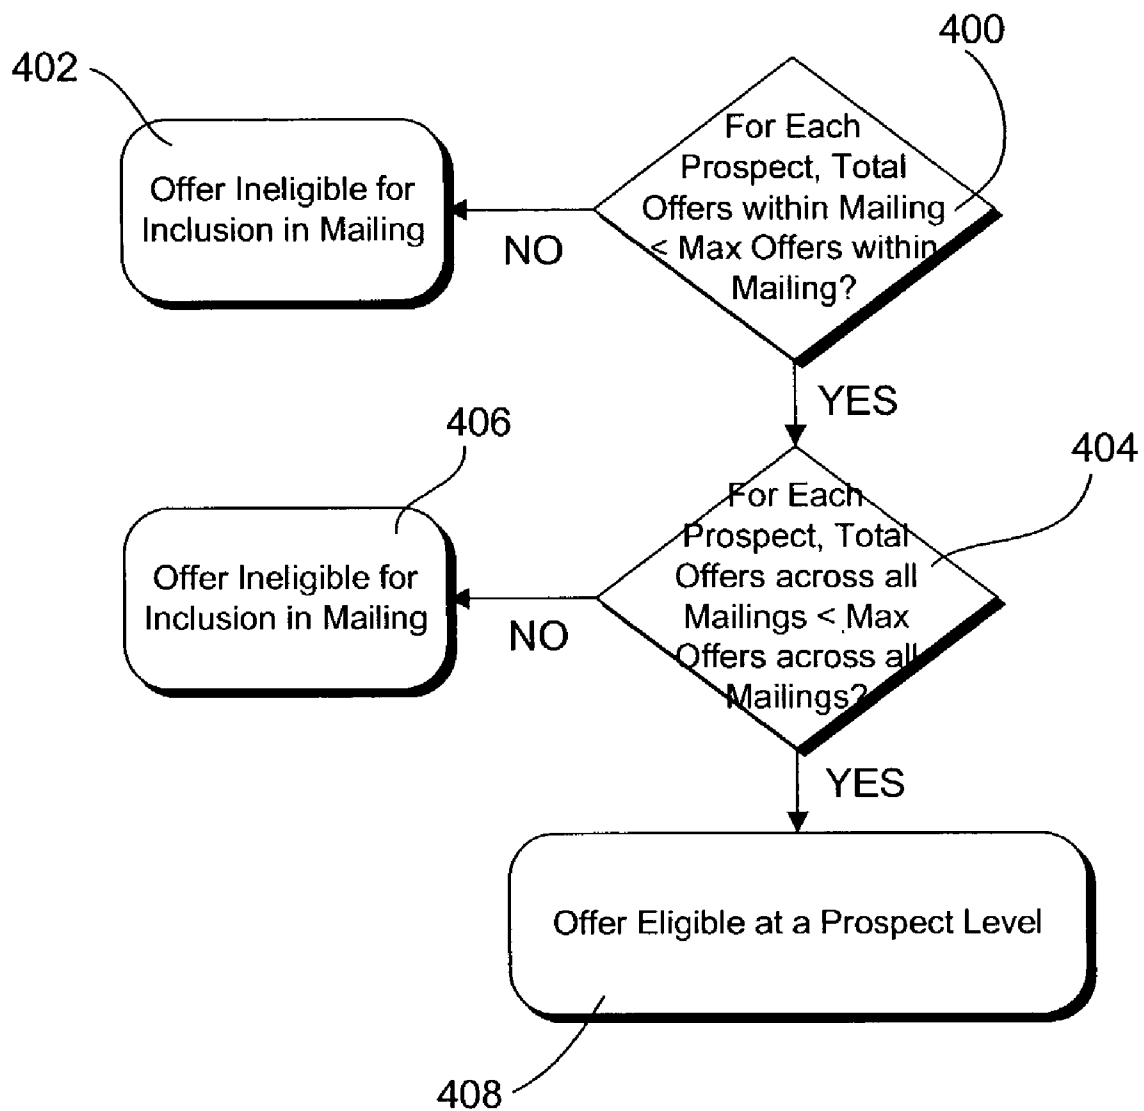 400
402
For Each
Prospect, Total
Offers within Mailing
< Max Offers within
Mailing?
Offer Ineligible for
Inclusion in Mailing
NO
YES
406
404
For Each
Prospect, Total
Offers across all
Mailings < Max
Offers across all
Mailings?
Offer Ineligible for
Inclusion in Mailing
NO
YES
Offer Eligible at a Prospect Level
408